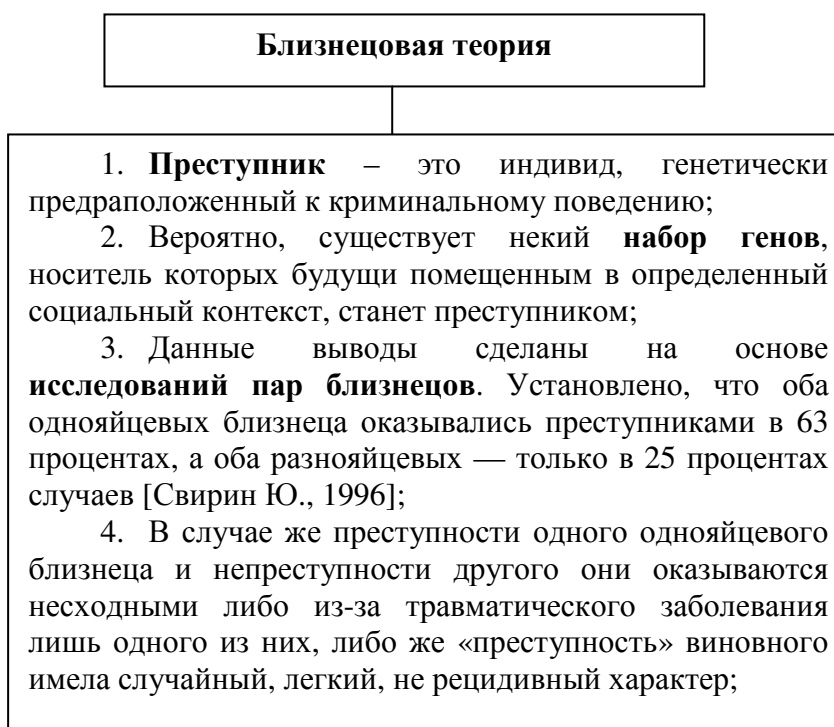 Близнецовая теория
1. Преступник – это индивид, генетически
предраположенный к криминальному поведению;
2. Вероятно, существует некий набор генов,
носитель которых будущи помещенным в определенный
социальный контекст, станет преступником;
3. Данные выводы сделаны на основе
исследований пар близнецов. Установлено, что оба
однояйцевых близнеца оказывались преступниками в 63
процентах, а оба разнояйцевых — только в 25 процентах
случаев [Свирин Ю., 1996];
4. В случае же преступности одного однояйцевого
близнеца и непреступности другого они оказываются
несходными либо из-за травматического заболевания
лишь одного из них, либо же «преступность» виновного
имела случайный, легкий, не рецидивный характер;